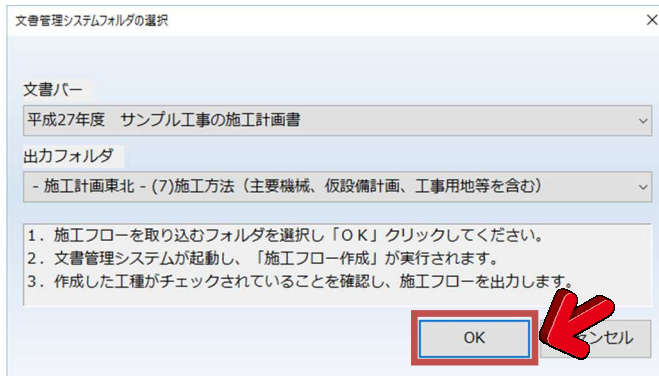 文書管理システムフォルダの選択
文書バー
平成27年度　サンプル工事の施工計画書
出力フォルダ
- 施工計画東北 - (7)施工方法（主要機械、仮設備計画、工事用地等を含む）
1．施工フローを取り込むフォルダを選択し「ＯＫ」クリックしてください。
2．文書管理システムが起動し、「施工フロー作成」が実行されます。
3．作成した工種がチェックされていることを確認し、施工フローを出力します。
OK
ンセル